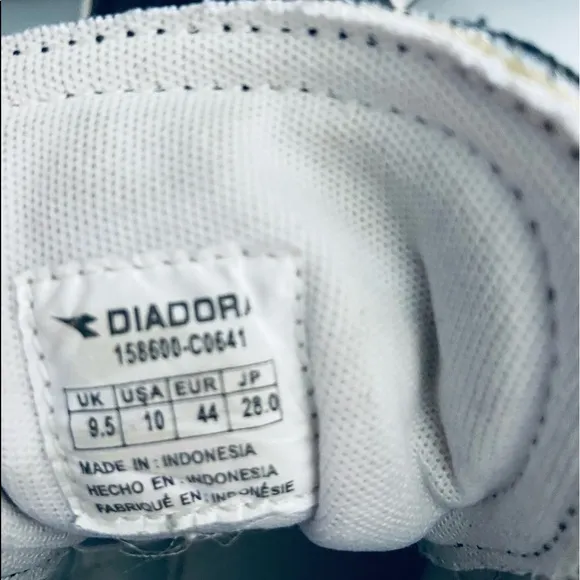 DIADORA
158600-C0641
UK USA EUR JP
9.5 10 44 28.0
MADE IN : INDONESIA
HECHO EN : INDONESIA
FABRIQUÉ EN : INDONÉSIE